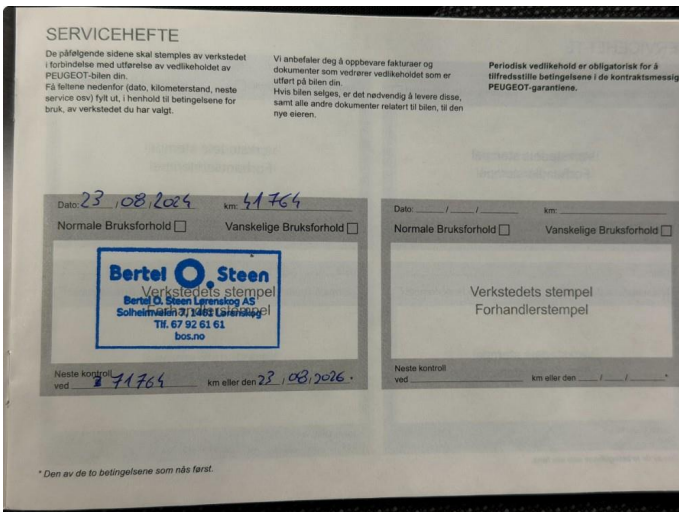 SERVICEHEFTE
De påfølgende sidene skal stemples av verkstedet
i forbindelse med utførelse av vedlikeholdet av
PEUGEOT-bilen din.
Få feltene nedenfor (dato, kilometerstand, neste
service osv) fylt ut, i henhold til betingelsene for
bruk, av verkstedet du har valgt.
Vi anbefaler deg å oppbevare fakturaer og
dokumenter som vedrører vedlikeholdet som er
utført på bilen din.
Hvis bilen selges, er det nødvendig å levere disse,
samt alle andre dokumenter relatert til bilen, til den
nye eieren.
Periodisk vedlikehold er obligatorisk for å
tilfredsstille betingelsene i de kontraktsmessig
PEUGEOT-garantiene.
Dato: 23 / 08 / 2024 km: 41764
Normale Bruksforhold Vanskelige Bruksforhold
Bertel O. Steen
Verkstedets stempel
Bertel O. Steen Lørenskog AS
Forhandlerstempel
Solheimveien 7, 1461 Lørenskog
Tlf. 67 92 61 61
bos.no
Neste kontroll
ved 71764 km eller den 23 / 08 / 2026 *
Dato: / / km:
Normale Bruksforhold Vanskelige Bruksforhold
Verkstedets stempel
Forhandlerstempel
Neste kontroll
ved km eller den / / *
* Den av de to betingelsene som nås først.